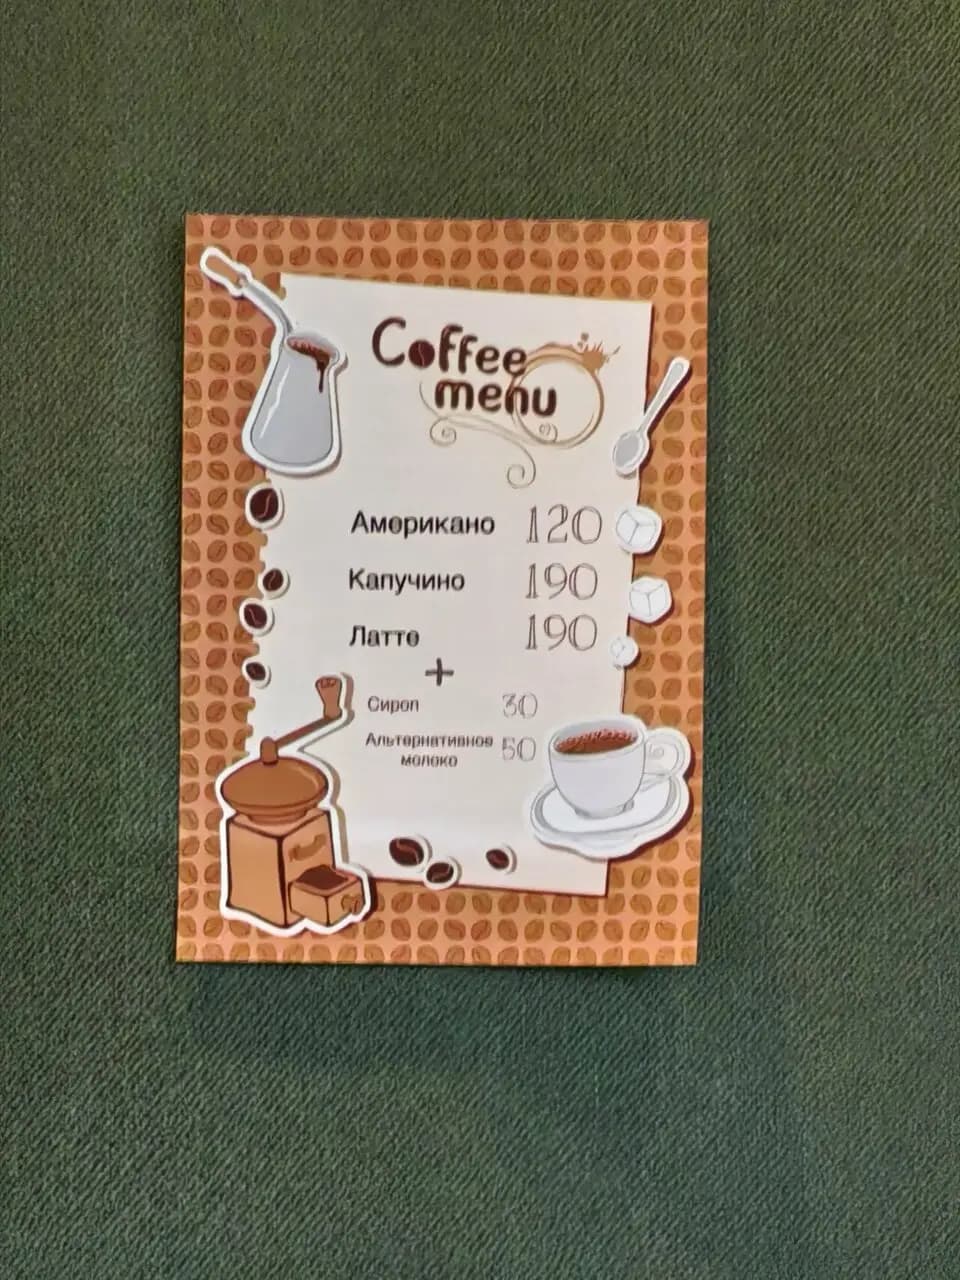 Coffee
menu
Американо 120
Капучино 190
Латте 190
+
Сироп 30
Альтернативное 50
молоко